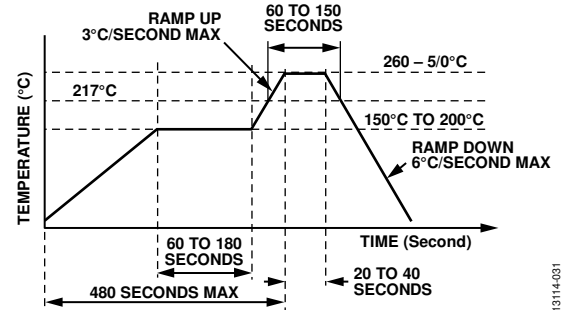 60 TO 150
SECONDS
RAMP UP
3°C/SECOND MAX
260 – 5/0°C
217°C
150°C TO 200°C
TEMPERATURE (°C)
RAMP DOWN
6°C/SECOND MAX
TIME (Second)
60 TO 180
SECONDS
20 TO 40
SECONDS
480 SECONDS MAX
13114-031